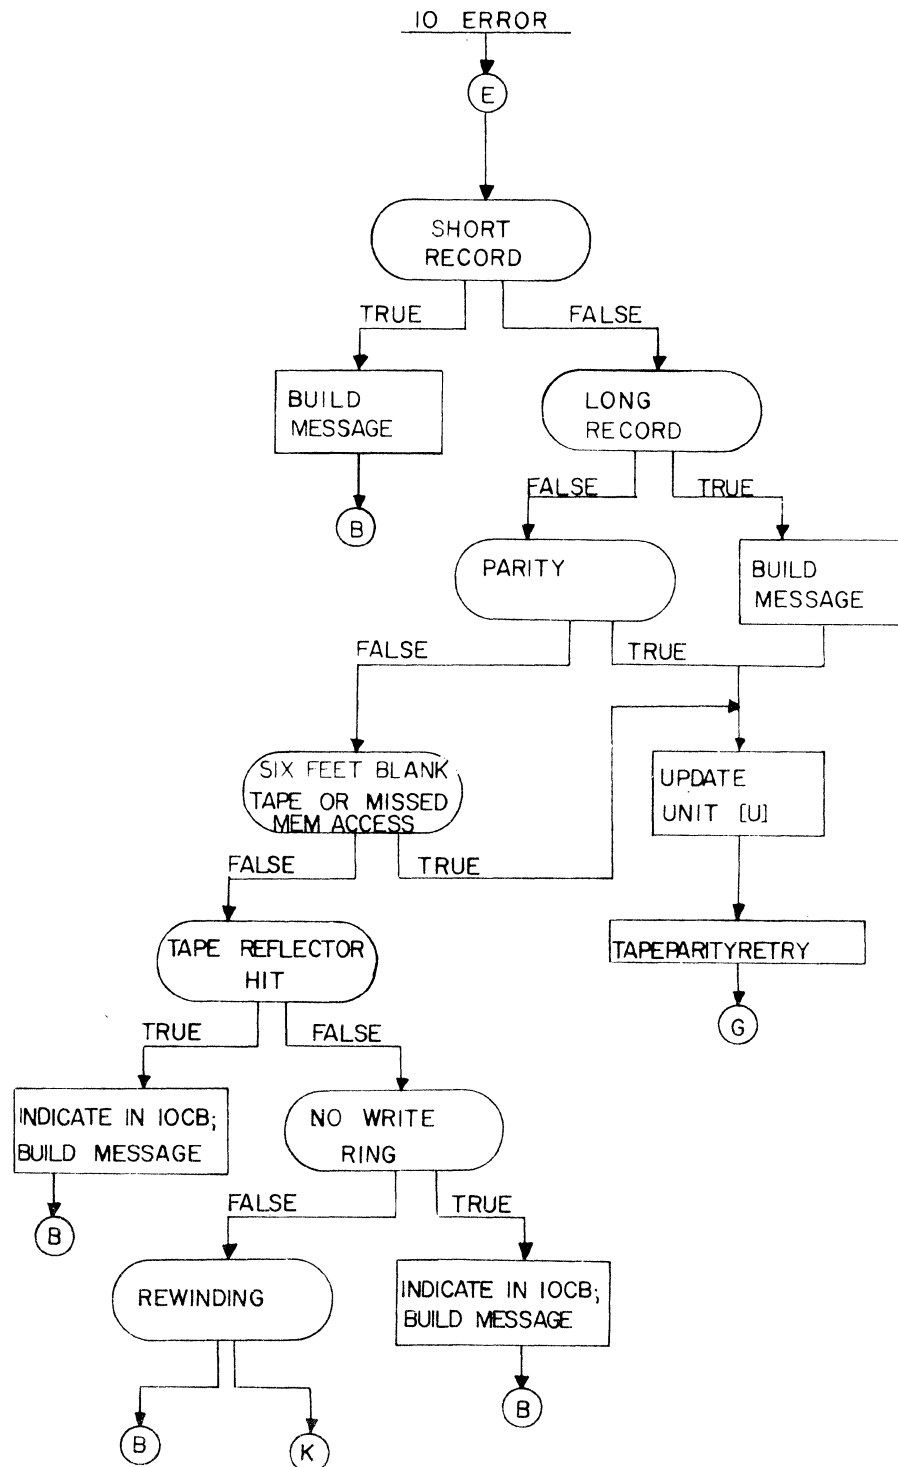 IO ERROR
E
SHORT
RECORD
TRUE
FALSE
BUILD
MESSAGE
LONG
RECORD
B
FALSE
TRUE
PARITY
BUILD
MESSAGE
FALSE
TRUE
SIX FEET BLANK
TAPE OR MISSED
MEM ACCESS
UPDATE
UNIT [U]
FALSE
TRUE
TAPE REFLECTOR
HIT
TAPEPARITYRETRY
G
TRUE
FALSE
INDICATE IN IOCB;
BUILD MESSAGE
NO WRITE
RING
B
FALSE
TRUE
REWINDING
INDICATE IN IOCB;
BUILD MESSAGE
B
B
K